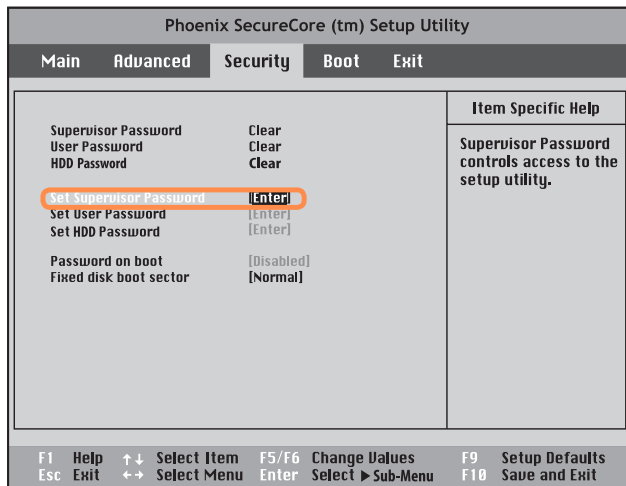 Phoenix SecureCore (tm) Setup Utility
Main Advanced Security Boot Exit
Supervisor Password Clear
User Password Clear
HDD Password Clear
Set Supervisor Password [Enter]
Set User Password [Enter]
Set HDD Password [Enter]
Password on boot [Disabled]
Fixed disk boot sector [Normal]
Item Specific Help
Supervisor Password
controls access to the
setup utility.
F1 Help ↑↓ Select Item F5/F6 Change Values F9 Setup Defaults
Esc Exit ←→ Select Menu Enter Select ▶ Sub-Menu F10 Save and Exit